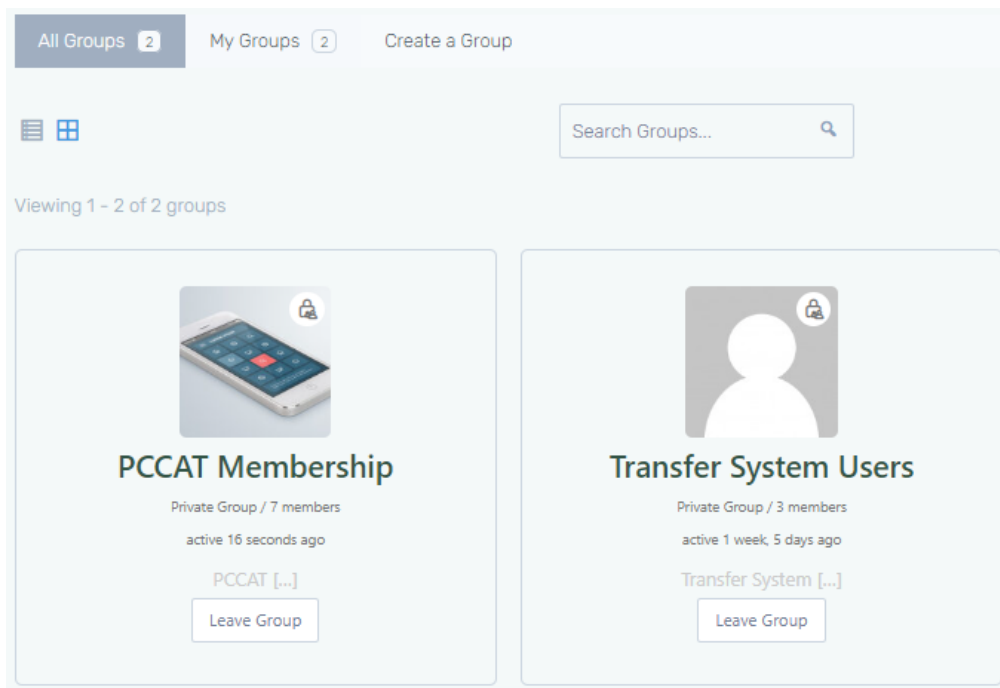 All Groups 2 My Groups 2 Create a Group
Search Groups...
Viewing 1 - 2 of 2 groups
PCCAT Membership
Private Group / 7 members
active 16 seconds ago
PCCAT [...]
Leave Group
Transfer System Users
Private Group / 3 members
active 1 week, 5 days ago
Transfer System [...]
Leave Group